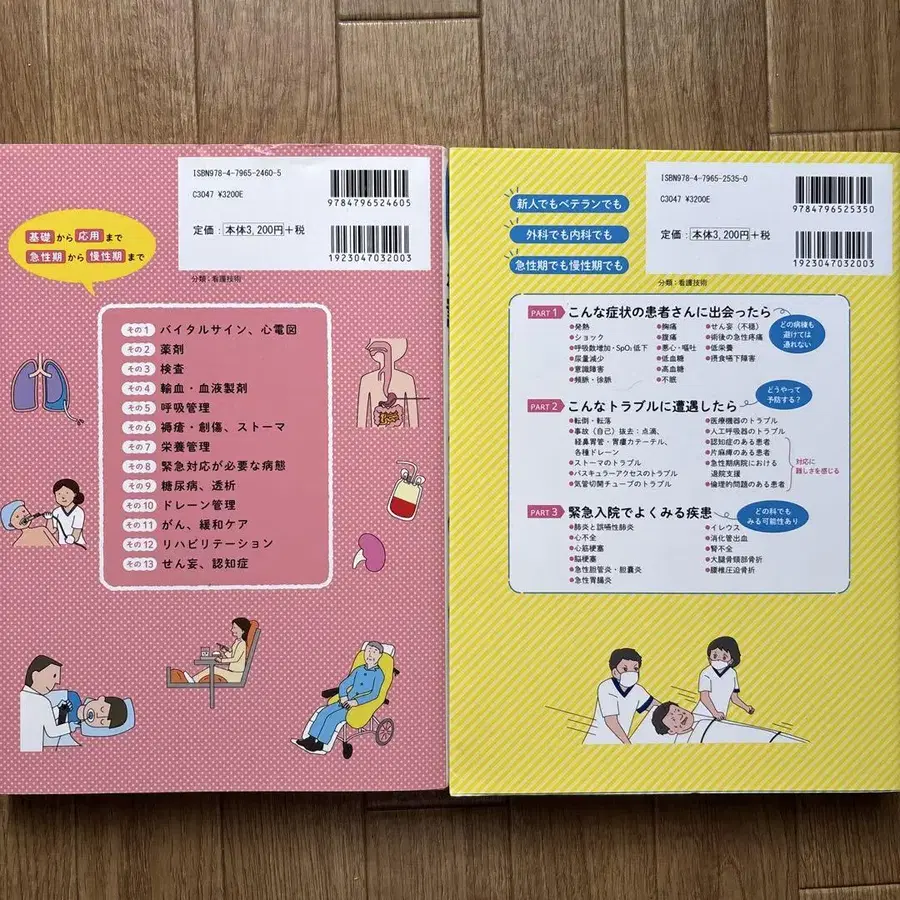 ISBN978-4-7965-2460-5
C3047 ¥3200E
9784796524605
定価：本体3,200円+税
1923047032003
分類：看護技術
基礎から応用まで
急性期から慢性期まで
その1 バイタルサイン、心電図
その2 薬剤
その3 検査
その4 輸血・血液製剤
その5 呼吸管理
その6 褥瘡・創傷、ストーマ
その7 栄養管理
その8 緊急対応が必要な病態
その9 糖尿病、透析
その10 ドレーン管理
その11 がん、緩和ケア
その12 リハビリテーション
その13 せん妄、認知症
ISBN978-4-7965-2535-0
C3047 ¥3200E
9784796525350
定価：本体3,200円+税
1923047032003
分類：看護技術
新人でもベテランでも
外科でも内科でも
急性期でも慢性期でも
PART 1 こんな症状の患者さんに出会ったら
どの病棟も
避けては
通れない
●発熱
●ショック
●呼吸数増加・SpO₂低下
●尿量減少
●意識障害
●頻脈・徐脈
●胸痛
●腹痛
●悪心・嘔吐
●低血糖
●高血糖
●不眠
●せん妄（不穏）
●術後の急性疼痛
●低栄養
●摂食嚥下障害
PART 2 こんなトラブルに遭遇したら
どうやって
予防する？
●転倒・転落
●事故（自己）抜去：点滴、
経鼻胃管・胃瘻カテーテル、
各種ドレーン
●ストーマのトラブル
●バスキュラーアクセスのトラブル
●気管切開チューブのトラブル
●医療機器のトラブル
●人工呼吸器のトラブル
●認知症のある患者
●片麻痺のある患者
●急性期病院における
退院支援
●倫理的問題のある患者
対応に
難しさを感じる
PART 3 緊急入院でよくみる疾患
どの科でも
みる可能性あり
●肺炎と誤嚥性肺炎
●心不全
●心筋梗塞
●脳梗塞
●急性胆管炎・胆嚢炎
●急性胃腸炎
●イレウス
●消化管出血
●腎不全
●大腿骨頸部骨折
●腰椎圧迫骨折